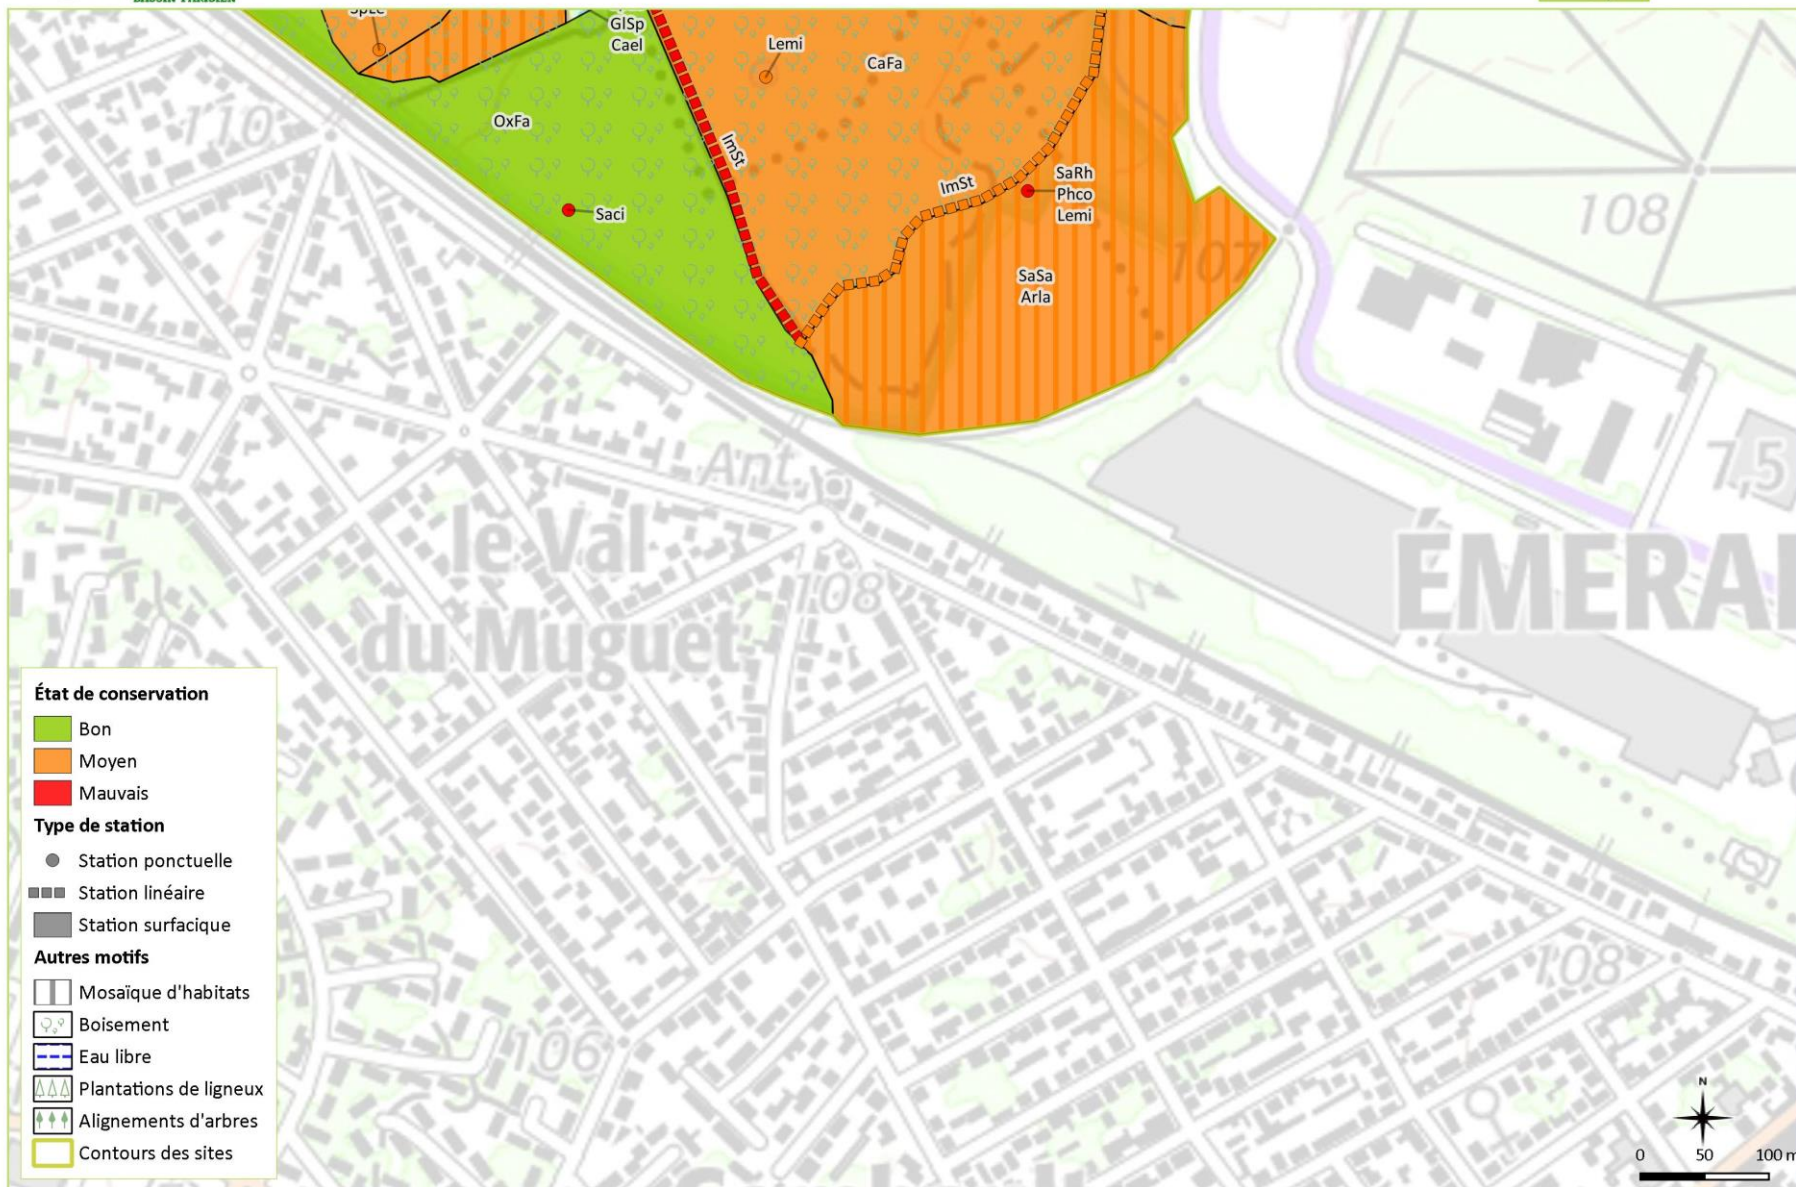 GlSp
Cael
Lemi
CaFa
110
OxFa
ImSt
ImSt
SaRh
Phco
Lemi
108
Saci
107
SaSa
Arla
Ant.
7,5
le Val
du Muguet
108
ÉMERA
État de conservation
Bon
Moyen
Mauvais
Type de station
Station ponctuelle
Station linéaire
Station surfacique
Autres motifs
Mosaïque d'habitats
Boisement
Eau libre
Plantations de ligneux
Alignements d'arbres
Contours des sites
108
106
N
0 50 100 m